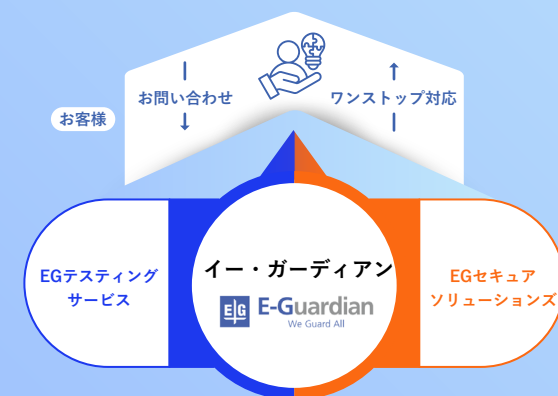 お問い合わせ
ワンストップ対応
お客様
EGテスティング
サービス
イー・ガーディアン
EG E-Guardian
We Guard All
EGセキュア
ソリューションズ